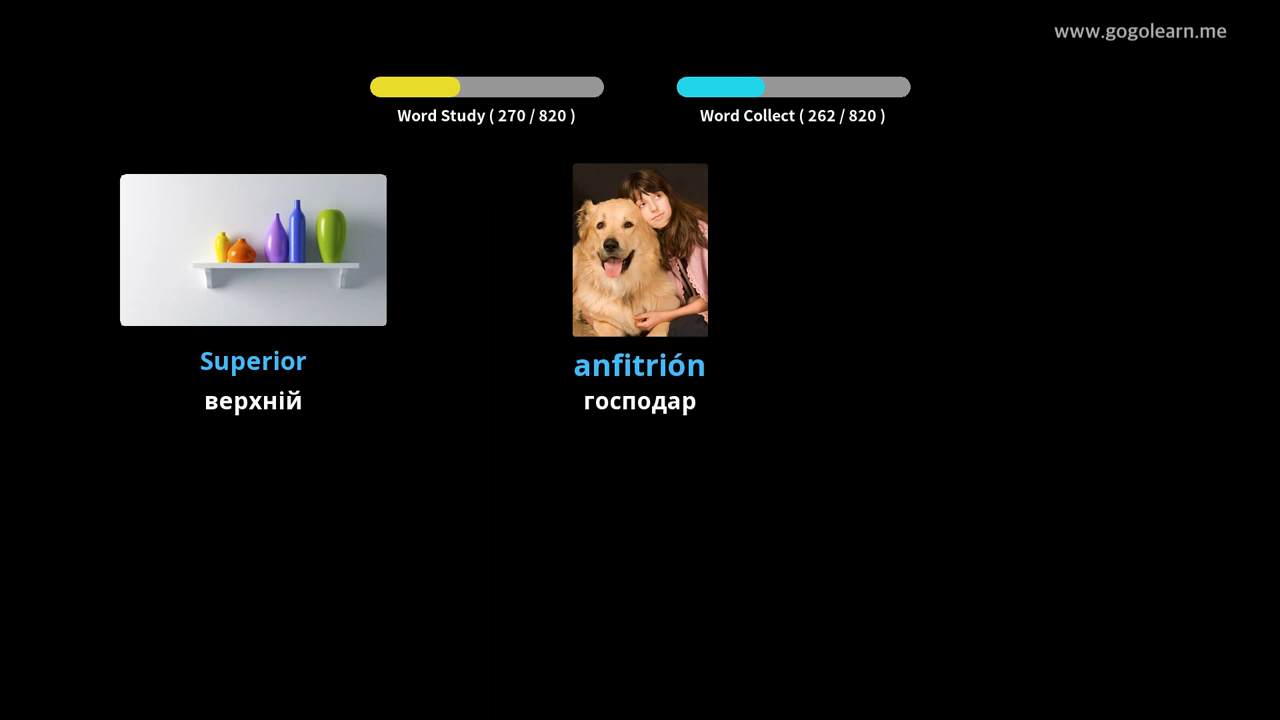 www.gogolearn.me
Word Study ( 270 / 820 )
Word Collect ( 262 / 820 )
Superior
верхній
anfitrión
господар